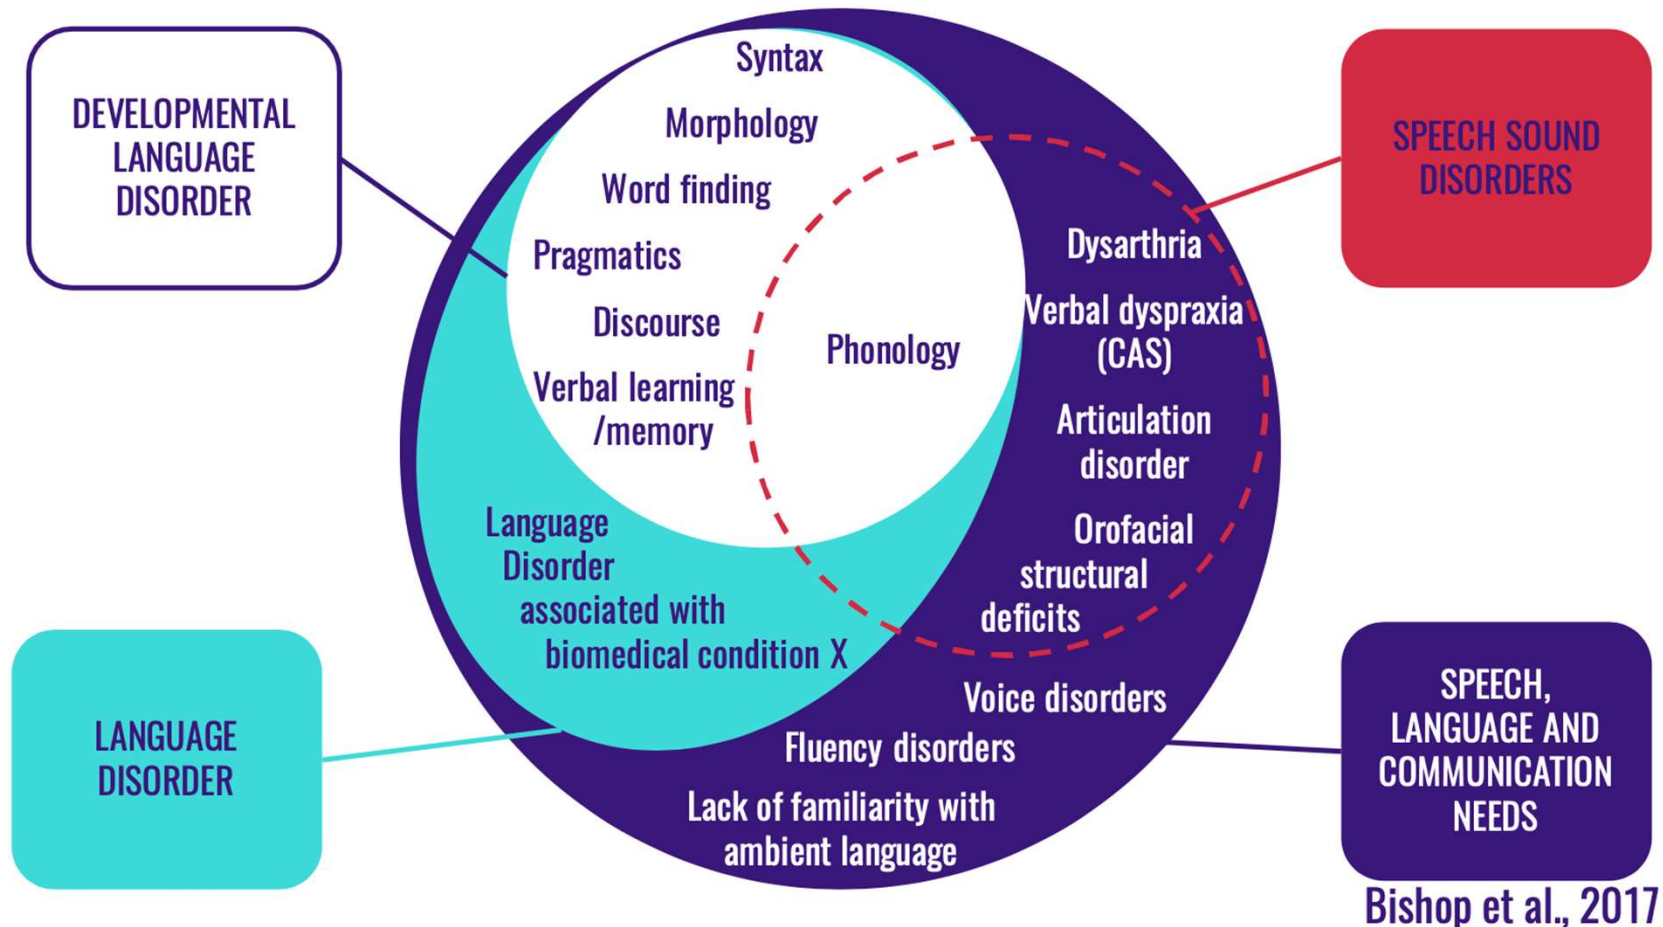 DEVELOPMENTAL
LANGUAGE
DISORDER
Syntax
Morphology
Word finding
Pragmatics
Discourse
Verbal learning
/memory
Phonology
SPEECH SOUND
DISORDERS
Dysarthria
Verbal dyspraxia
(CAS)
Articulation
disorder
Orofacial
structural
deficits
Language
Disorder
associated with
biomedical condition X
Voice disorders
Fluency disorders
Lack of familiarity with
ambient language
LANGUAGE
DISORDER
SPEECH,
LANGUAGE AND
COMMUNICATION
NEEDS
Bishop et al., 2017